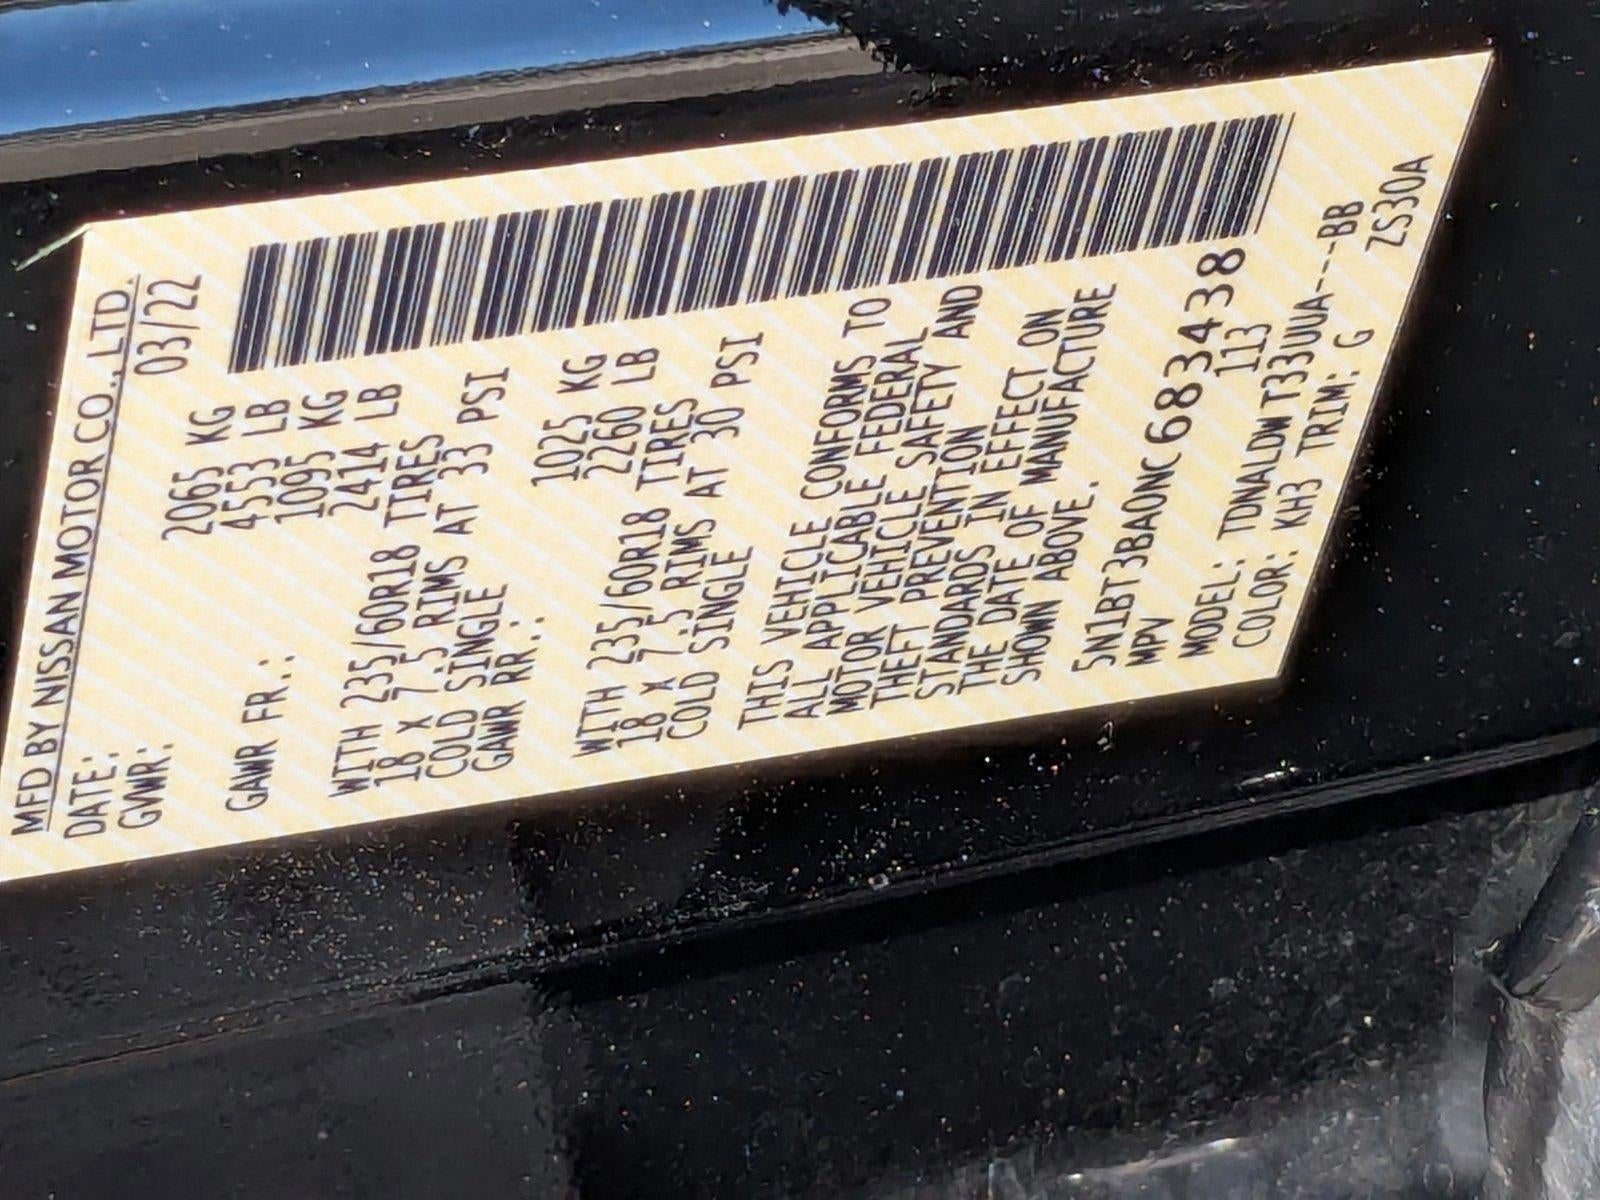 MFD BY NISSAN MOTOR CO., LTD.
DATE: 03/22
GVWR: 2065 KG
4553 LB
GAWR FR.: 1095 KG
2414 LB
WITH 235/60R18 TIRES
18 x 7.5 RIMS AT 33 PSI
COLD SINGLE
GAWR RR.: 1025 KG
2260 LB
WITH 235/60R18 TIRES
18 x 7.5 RIMS AT 30 PSI
COLD SINGLE
THIS VEHICLE CONFORMS TO
ALL APPLICABLE FEDERAL
MOTOR VEHICLE SAFETY AND
THEFT PREVENTION
STANDARDS IN EFFECT ON
THE DATE OF MANUFACTURE
SHOWN ABOVE.
5N1BT3BA0NC683438
MPV 113
MODEL: TDNALDW T33UUA---BB
COLOR: KH3 TRIM: G ZS30A